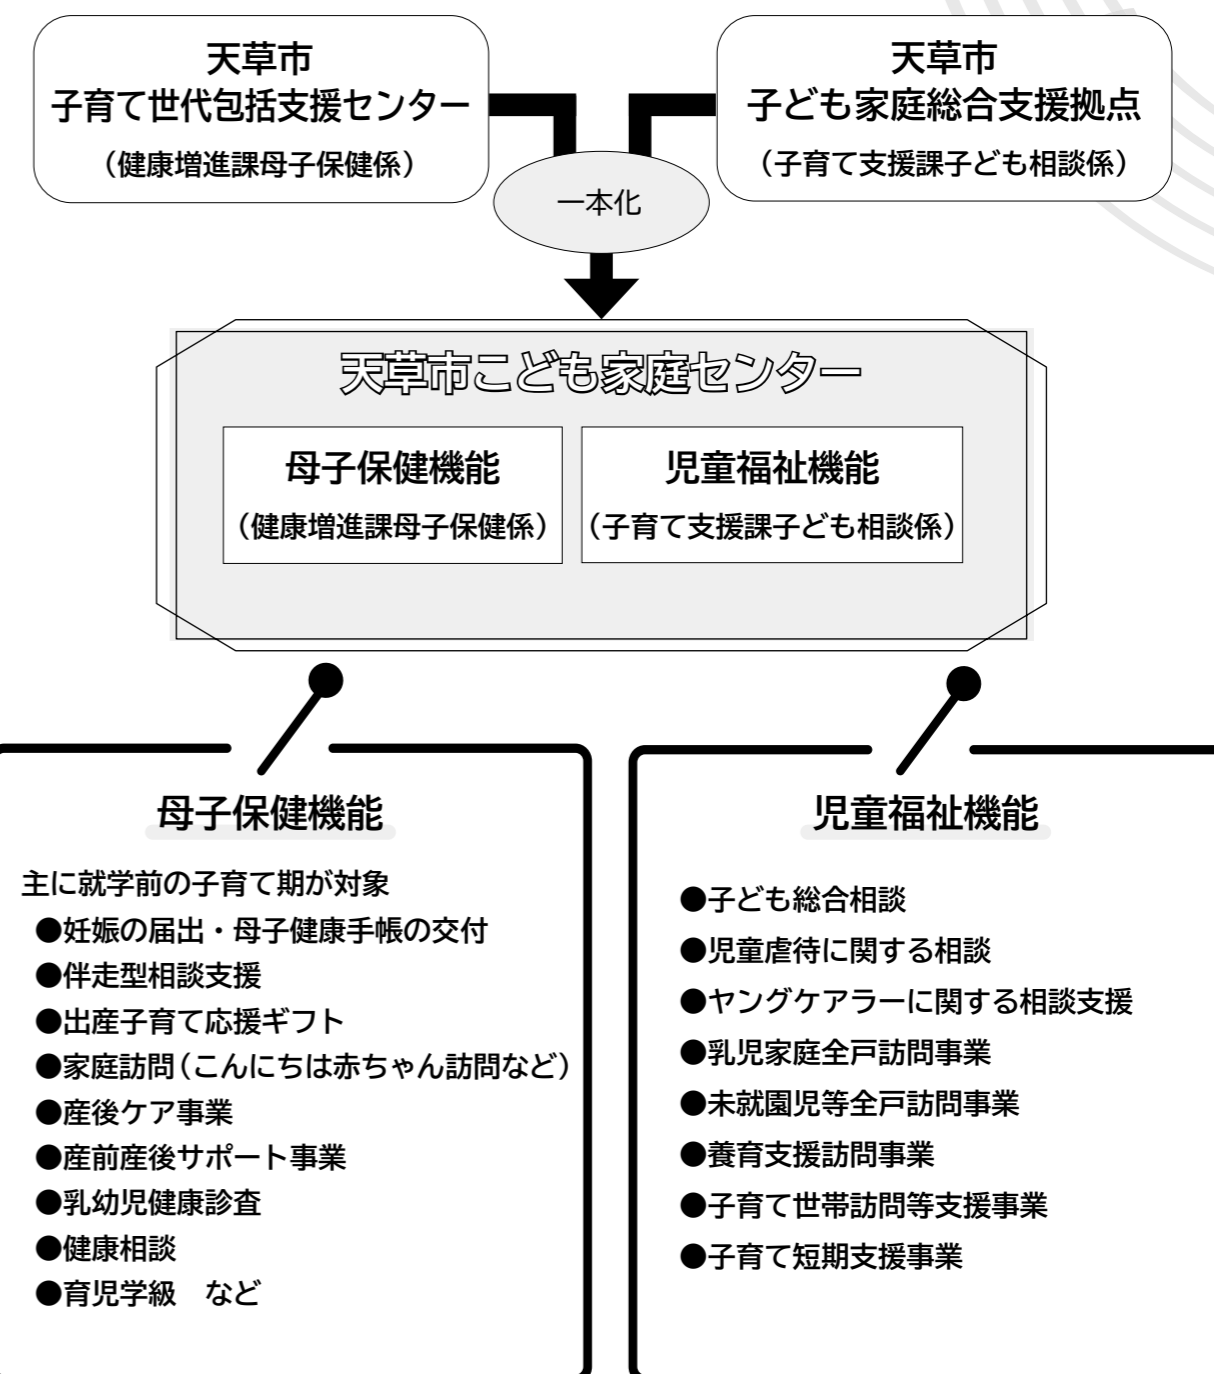 天草市
子育て世代包括支援センター
（健康増進課母子保健係）
天草市
子ども家庭総合支援拠点
（子育て支援課子ども相談係）
一本化
天草市こども家庭センター
母子保健機能
（健康増進課母子保健係）
児童福祉機能
（子育て支援課子ども相談係）
母子保健機能
主に就学前の子育て期が対象
●妊娠の届出・母子健康手帳の交付
●伴走型相談支援
●出産子育て応援ギフト
●家庭訪問（こんにちは赤ちゃん訪問など）
●産後ケア事業
●産前産後サポート事業
●乳幼児健康診査
●健康相談
●育児学級　など
児童福祉機能
●子ども総合相談
●児童虐待に関する相談
●ヤングケアラーに関する相談支援
●乳児家庭全戸訪問事業
●未就園児等全戸訪問事業
●養育支援訪問事業
●子育て世帯訪問等支援事業
●子育て短期支援事業